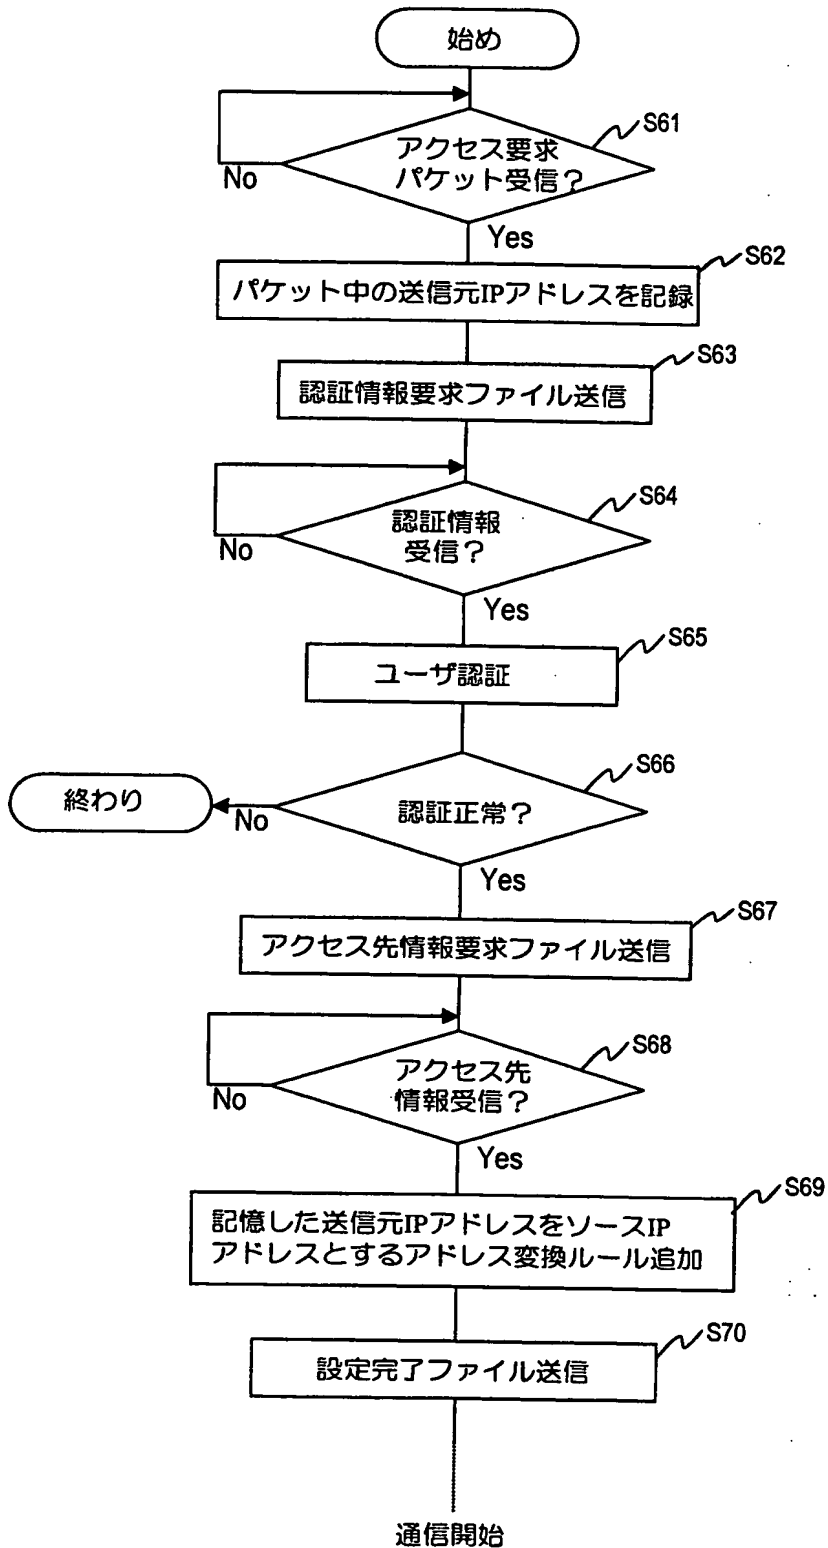 始め
S61
アクセス要求
パケット受信？
No
Yes
S62
パケット中の送信元IPアドレスを記録
S63
認証情報要求ファイル送信
S64
認証情報
受信？
No
Yes
S65
ユーザ認証
S66
終わり
認証正常？
No
Yes
S67
アクセス先情報要求ファイル送信
S68
アクセス先
情報受信？
No
Yes
S69
記憶した送信元IPアドレスをソースIP
アドレスとするアドレス変換ルール追加
S70
設定完了ファイル送信
通信開始